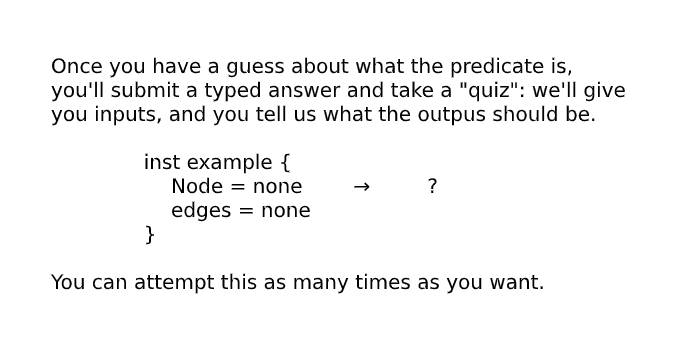 Once you have a guess about what the predicate is,
you'll submit a typed answer and take a "quiz": we'll give
you inputs, and you tell us what the outpus should be.
inst example {
Node = none → ?
edges = none
}
You can attempt this as many times as you want.